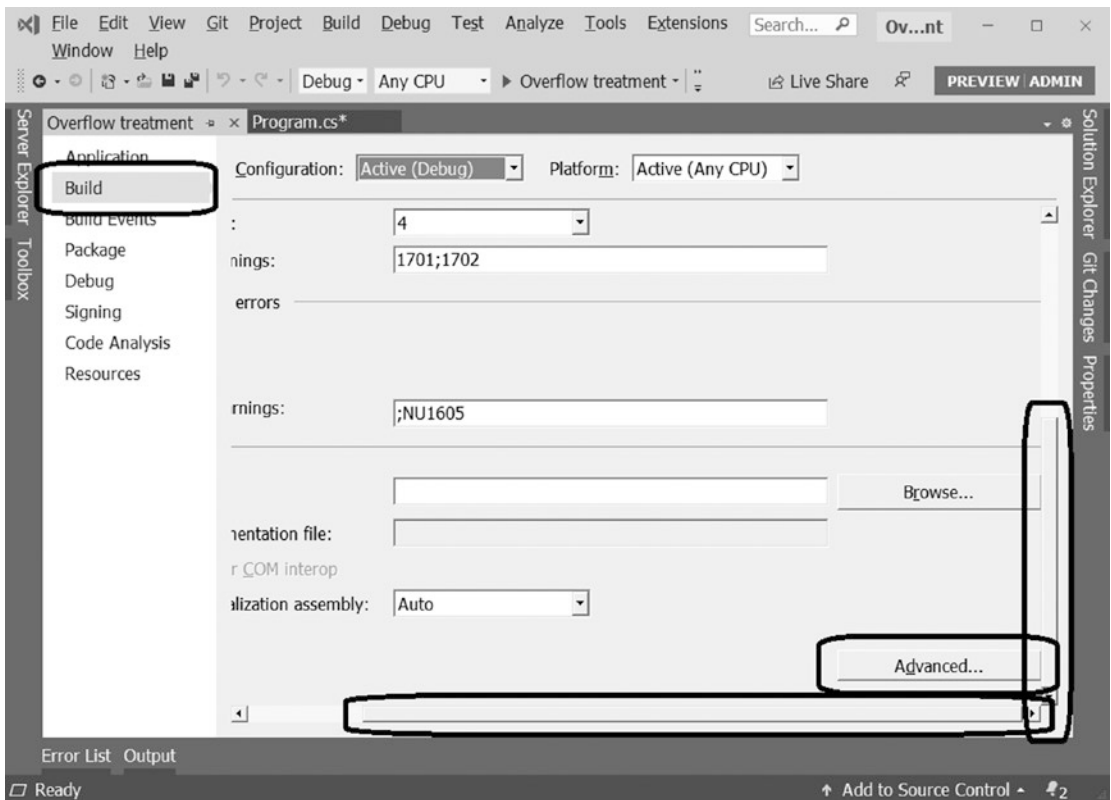 File Edit View Git Project Build Debug Test Analyze Tools Extensions Search... Ov...nt
Window Help
Debug Any CPU Overflow treatment Live Share PREVIEW ADMIN
Overflow treatment Program.cs*
Server Explorer
Toolbox
Application
Build
Build Events
Package
Debug
Signing
Code Analysis
Resources
Configuration: Active (Debug) Platform: Active (Any CPU)
: 4
nings: 1701;1702
errors
rnings: ;NU1605
Browse...
nentation file:
r COM interop
alization assembly: Auto
Advanced...
Solution Explorer
Git Changes
Properties
Error List Output
Ready Add to Source Control 2